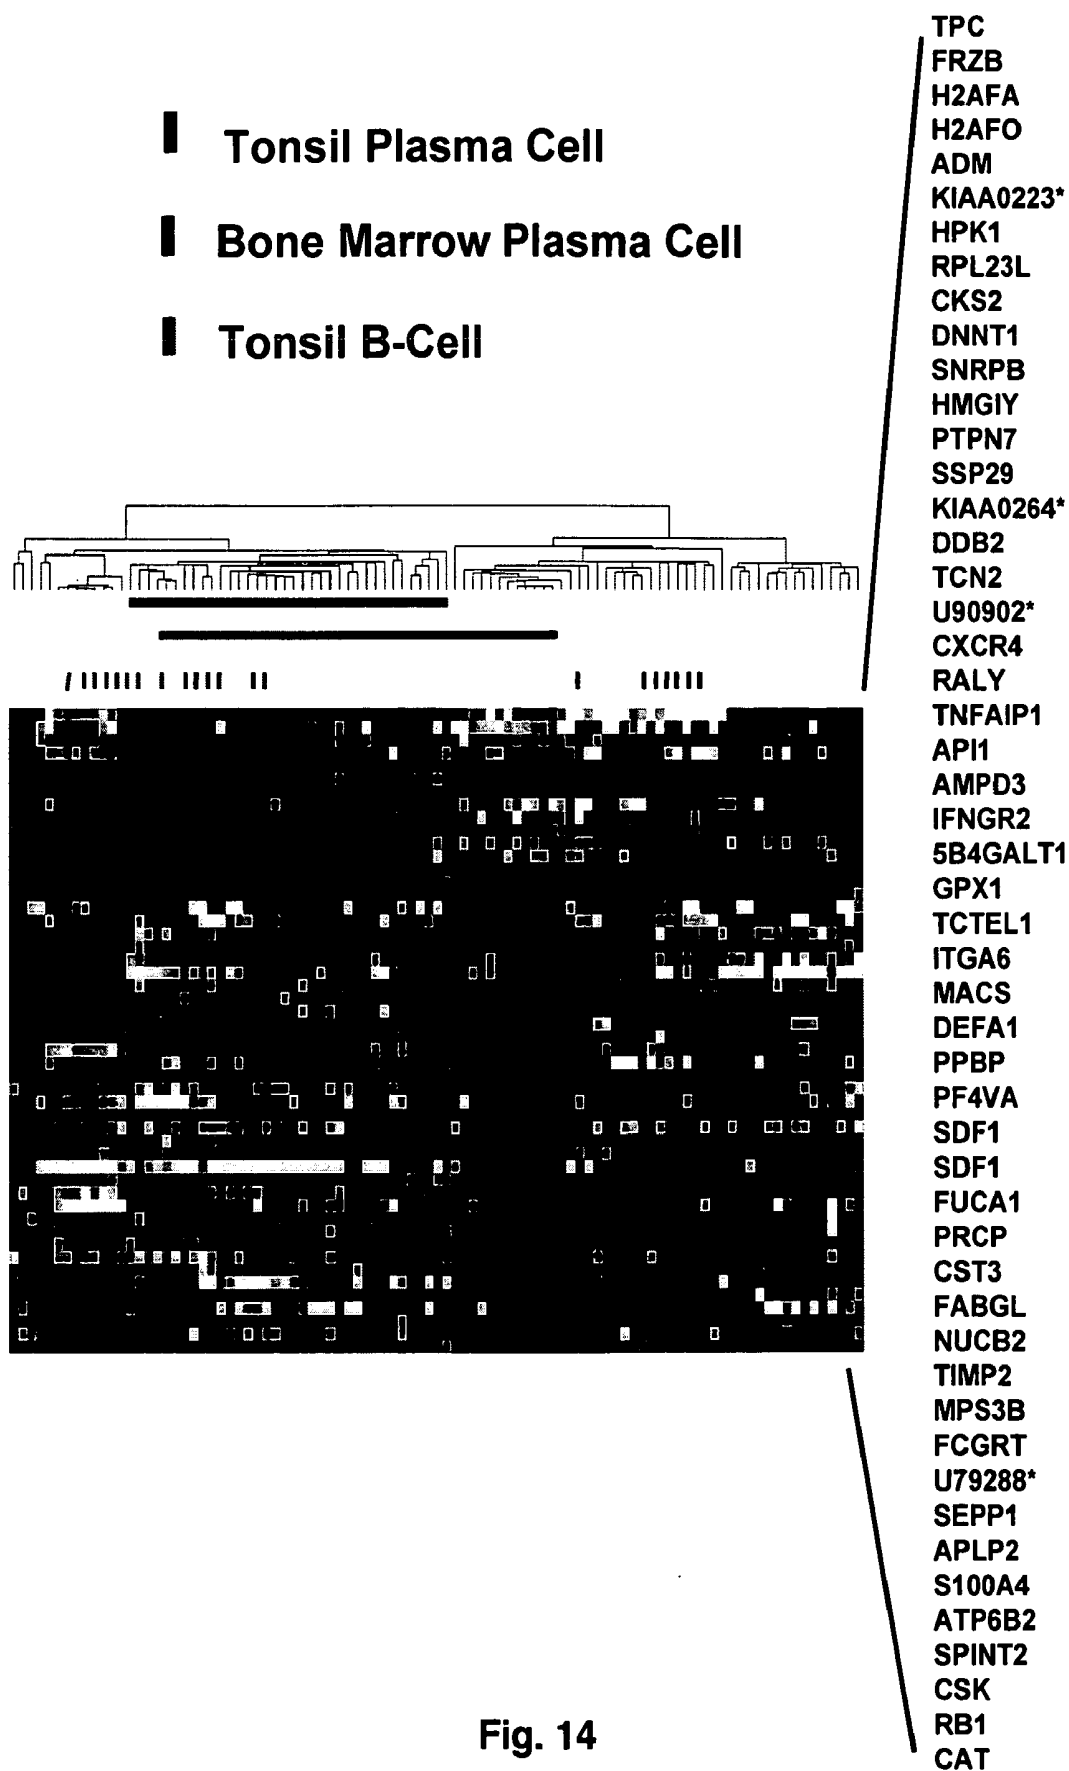 Tonsil Plasma Cell
Bone Marrow Plasma Cell
Tonsil B-Cell
TPC
FRZB
H2AFA
H2AFO
ADM
KIAA0223*
HPK1
RPL23L
CKS2
DNNT1
SNRPB
HMGIY
PTPN7
SSP29
KIAA0264*
DDB2
TCN2
U90902*
CXCR4
RALY
TNFAIP1
API1
AMPD3
IFNGR2
5B4GALT1
GPX1
TCTEL1
ITGA6
MACS
DEFA1
PPBP
PF4VA
SDF1
SDF1
FUCA1
PRCP
CST3
FABGL
NUCB2
TIMP2
MPS3B
FCGRT
U79288*
SEPP1
APLP2
S100A4
ATP6B2
SPINT2
CSK
RB1
CAT
Fig. 14